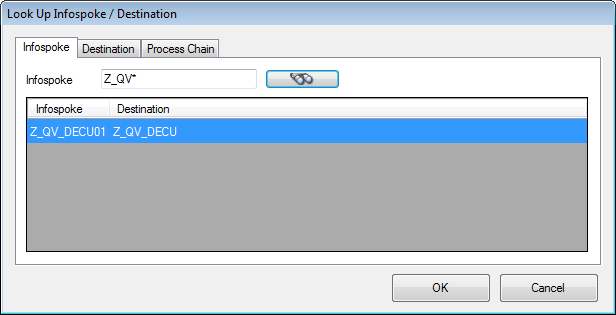 Look Up Infospoke / Destination
Infospoke Destination Process Chain
Infospoke Z_QV*
Infospoke Destination
Z_QV_DECU01 Z_QV_DECU
OK Cancel